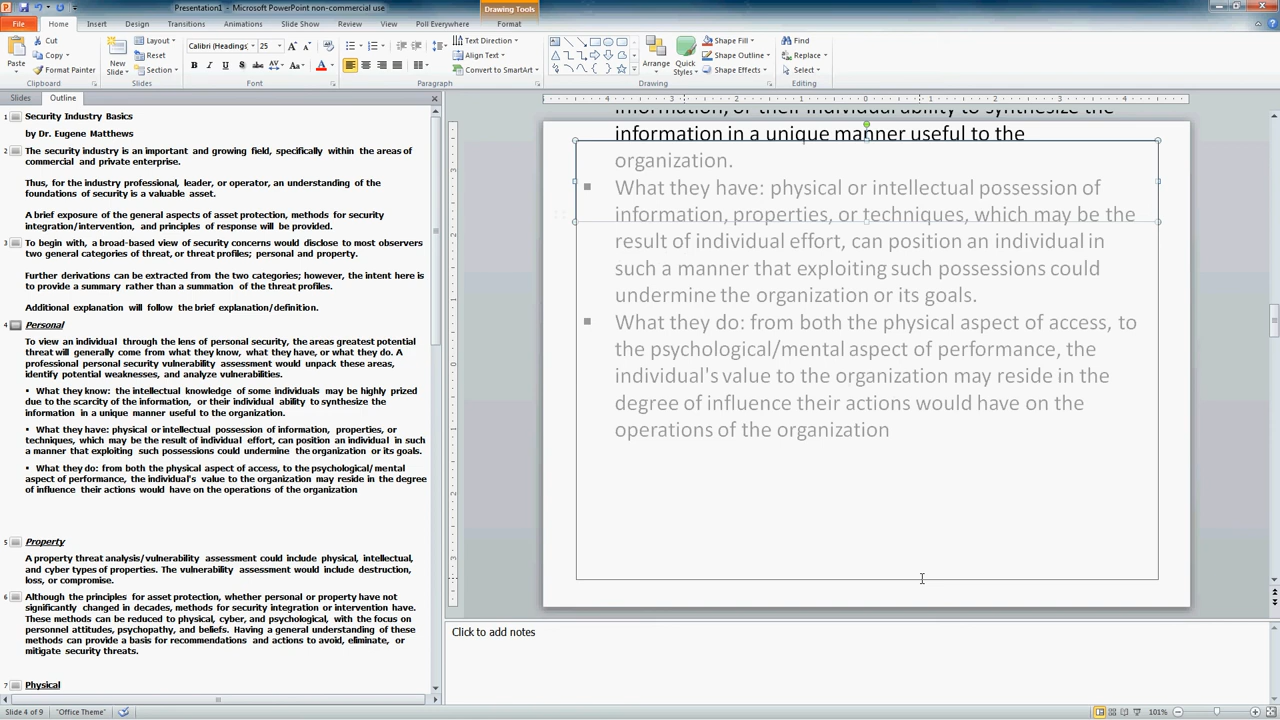 Presentation1 - Microsoft PowerPoint non-commercial use
Drawing Tools
File
Home
Insert
Design
Transitions
Animations
Slide Show
Review
View
Poll Everywhere
Format
Paste
Cut
Copy
Format Painter
Clipboard
New
Slide
Layout
Reset
Section
Slides
Calibri (Headings)
25
Font
Text Direction
Align Text
Convert to SmartArt
Paragraph
Arrange
Quick
Styles
Shape Fill
Shape Outline
Shape Effects
Drawing
Find
Replace
Select
Editing
Slides
Outline
1
Security Industry Basics
by Dr. Eugene Matthews
2
The security industry is an important and growing field, specifically within the areas of
commercial and private enterprise.
Thus, for the industry professional, leader, or operator, an understanding of the
foundations of security is a valuable asset.
A brief exposure of the general aspects of asset protection, methods for security
integration/intervention, and principles of response will be provided.
3
To begin with, a broad-based view of security concerns would disclose to most observers
two general categories of threat, or threat profiles; personal and property.
Further derivations can be extracted from the two categories; however, the intent here is
to provide a summary rather than a summation of the threat profiles.
Additional explanation will follow the brief explanation/definition.
4
Personal
To view an individual through the lens of personal security, the areas greatest potential
threat will generally come from what they know, what they have, or what they do. A
professional personal security vulnerability assessment would unpack these areas,
identify potential weaknesses, and analyze vulnerabilities.
• What they know: the intellectual knowledge of some individuals may be highly prized
due to the scarcity of the information, or their individual ability to synthesize the
information in a unique manner useful to the organization.
• What they have: physical or intellectual possession of information, properties, or
techniques, which may be the result of individual effort, can position an individual in such
a manner that exploiting such possessions could undermine the organization or its goals.
• What they do: from both the physical aspect of access, to the psychological/mental
aspect of performance, the individual's value to the organization may reside in the degree
of influence their actions would have on the operations of the organization
5
Property
A property threat analysis/vulnerability assessment could include physical, intellectual,
and cyber types of properties. The vulnerability assessment would include destruction,
loss, or compromise.
6
Although the principles for asset protection, whether personal or property have not
significantly changed in decades, methods for security integration or intervention have.
These methods can be reduced to physical, cyber, and psychological, with the focus on
personnel attitudes, psychopathy, and beliefs. Having a general understanding of these
methods can provide a basis for recommendations and actions to avoid, eliminate, or
mitigate security threats.
7
Physical
information, or their individual ability to synthesize the
information in a unique manner useful to the
organization.
▪ What they have: physical or intellectual possession of
information, properties, or techniques, which may be the
result of individual effort, can position an individual in
such a manner that exploiting such possessions could
undermine the organization or its goals.
▪ What they do: from both the physical aspect of access, to
the psychological/mental aspect of performance, the
individual's value to the organization may reside in the
degree of influence their actions would have on the
operations of the organization
Click to add notes
Slide 4 of 9
"Office Theme"
101%